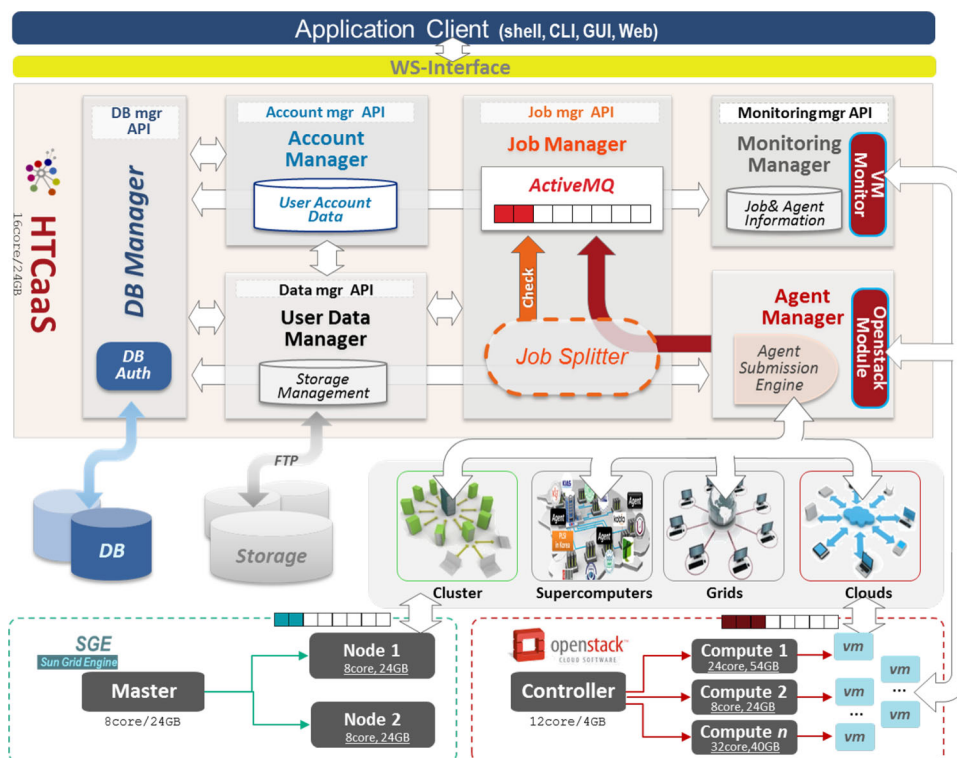 Application Client (shell, CLI, GUI, Web)
WS-Interface
HTCaaS
16core/24GB
DB mgr
API
DB Manager
DB
Auth
Account mgr API
Account
Manager
User Account
Data
Job mgr API
Job Manager
ActiveMQ
Check
Job Splitter
Monitoring mgr API
Monitoring
Manager
Job& Agent
Information
VM
Monitor
Data mgr API
User Data
Manager
Storage
Management
Agent
Manager
Agent
Submission
Engine
Openstack
Module
FTP
DB
Storage
Agent
Agent
Agent
Cluster
Supercomputers
Grids
Clouds
SGE
Sun Grid Engine
Master
8core/24GB
Node 1
8core, 24GB
Node 2
8core, 24GB
openstack
CLOUD SOFTWARE
Controller
12core/4GB
Compute 1
24core, 54GB
Compute 2
8core, 24GB
Compute n
32core,40GB
vm
vm
...
vm
...
vm
vm